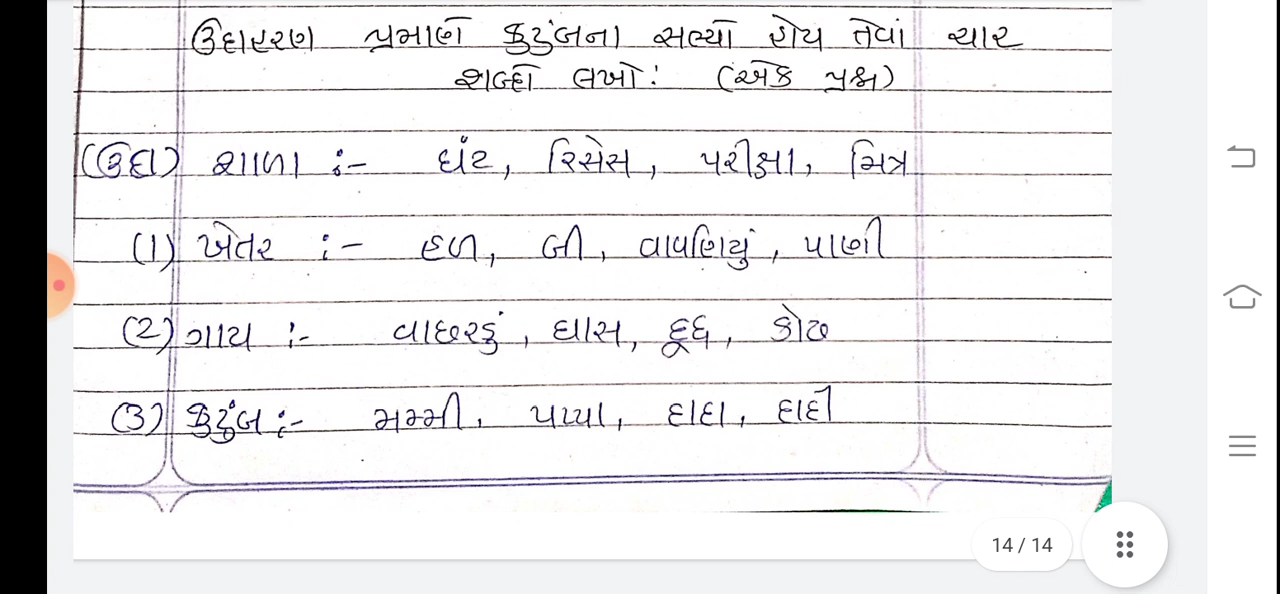 ઉદાહરણ પ્રમાણે કુટુંબના સભ્યો હોય તેવાં ચાર
શબ્દો લખો: (એક પ્રશ્ન)
(ઉદા) શાળા :- ઘંટ, રિસેસ, પરીક્ષા, મિત્ર
(1) ખેતર :- હળ, બી, વાવણિયું, પાણી
(2) ગાય :- વાછરડું, ઘાસ, દૂધ, કોઢ
(3) કુટુંબ :- મમ્મી, પપ્પા, દાદા, દાદી
14 / 14